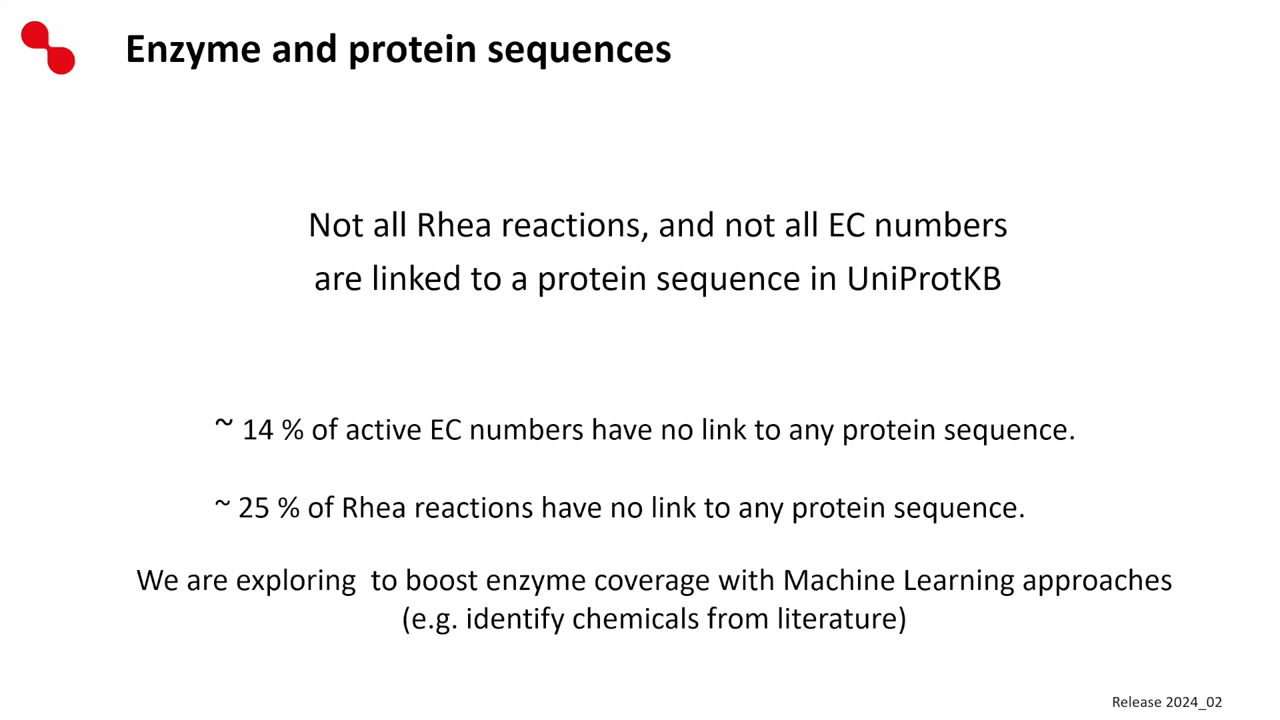 Enzyme and protein sequences
Not all Rhea reactions, and not all EC numbers
are linked to a protein sequence in UniProtKB
~ 14 % of active EC numbers have no link to any protein sequence.
~ 25 % of Rhea reactions have no link to any protein sequence.
We are exploring  to boost enzyme coverage with Machine Learning approaches
(e.g. identify chemicals from literature)
Release 2024_02